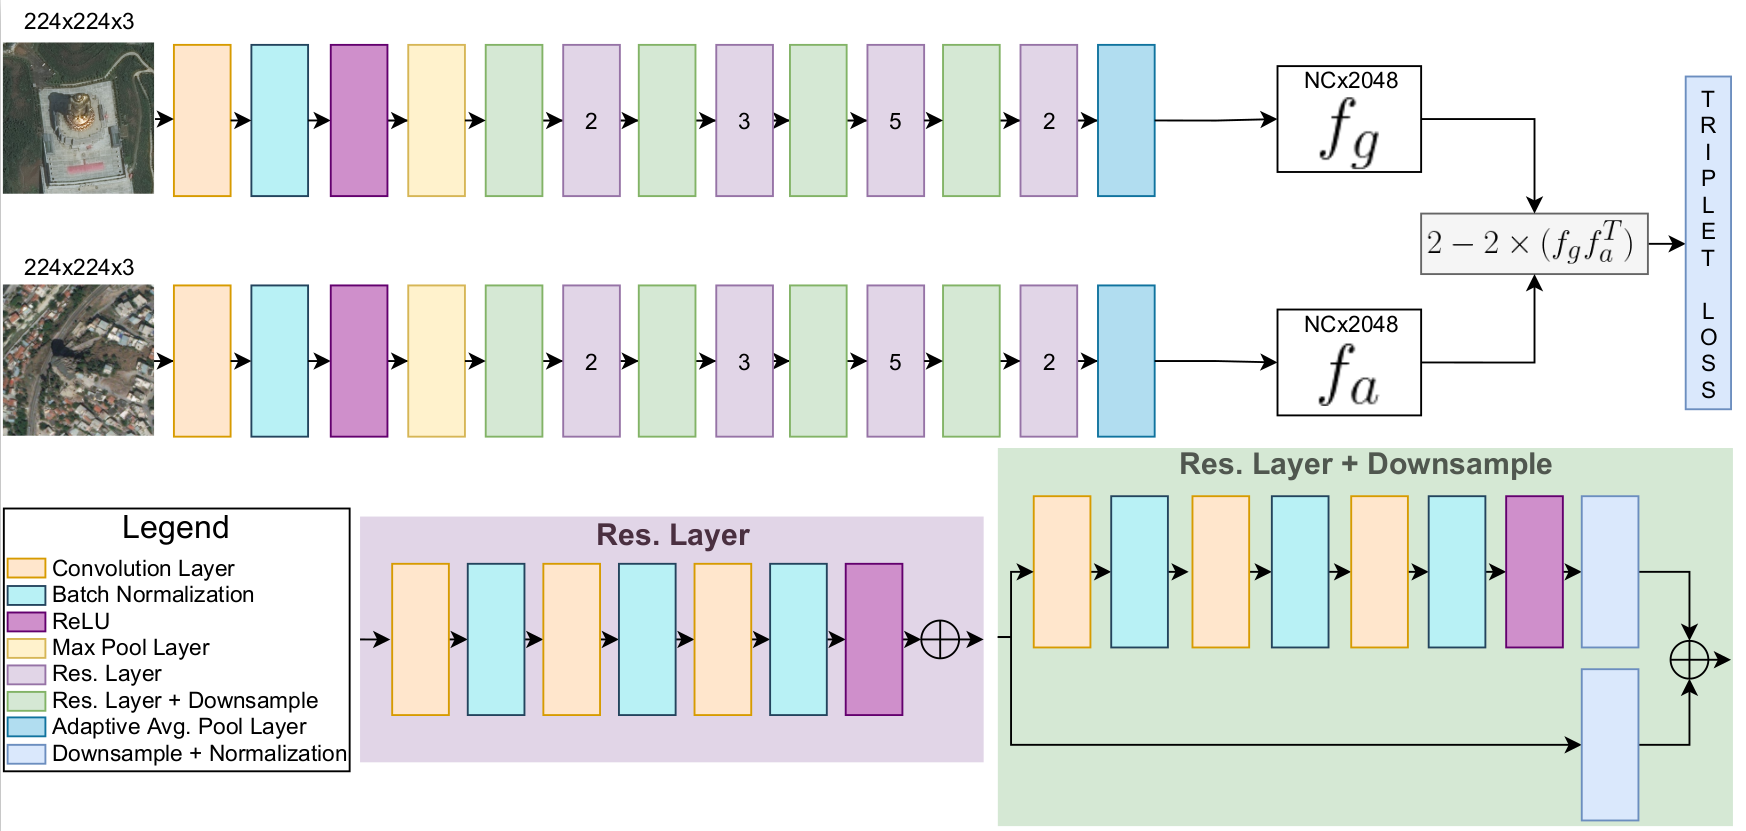 224x224x3
2
3
5
2
NCx2048
f_g
TRIPLET LOSS
2 − 2 × (f_g f_a^T)
224x224x3
2
3
5
2
NCx2048
f_a
Res. Layer + Downsample
Legend
Convolution Layer
Batch Normalization
ReLU
Max Pool Layer
Res. Layer
Res. Layer + Downsample
Adaptive Avg. Pool Layer
Downsample + Normalization
Res. Layer